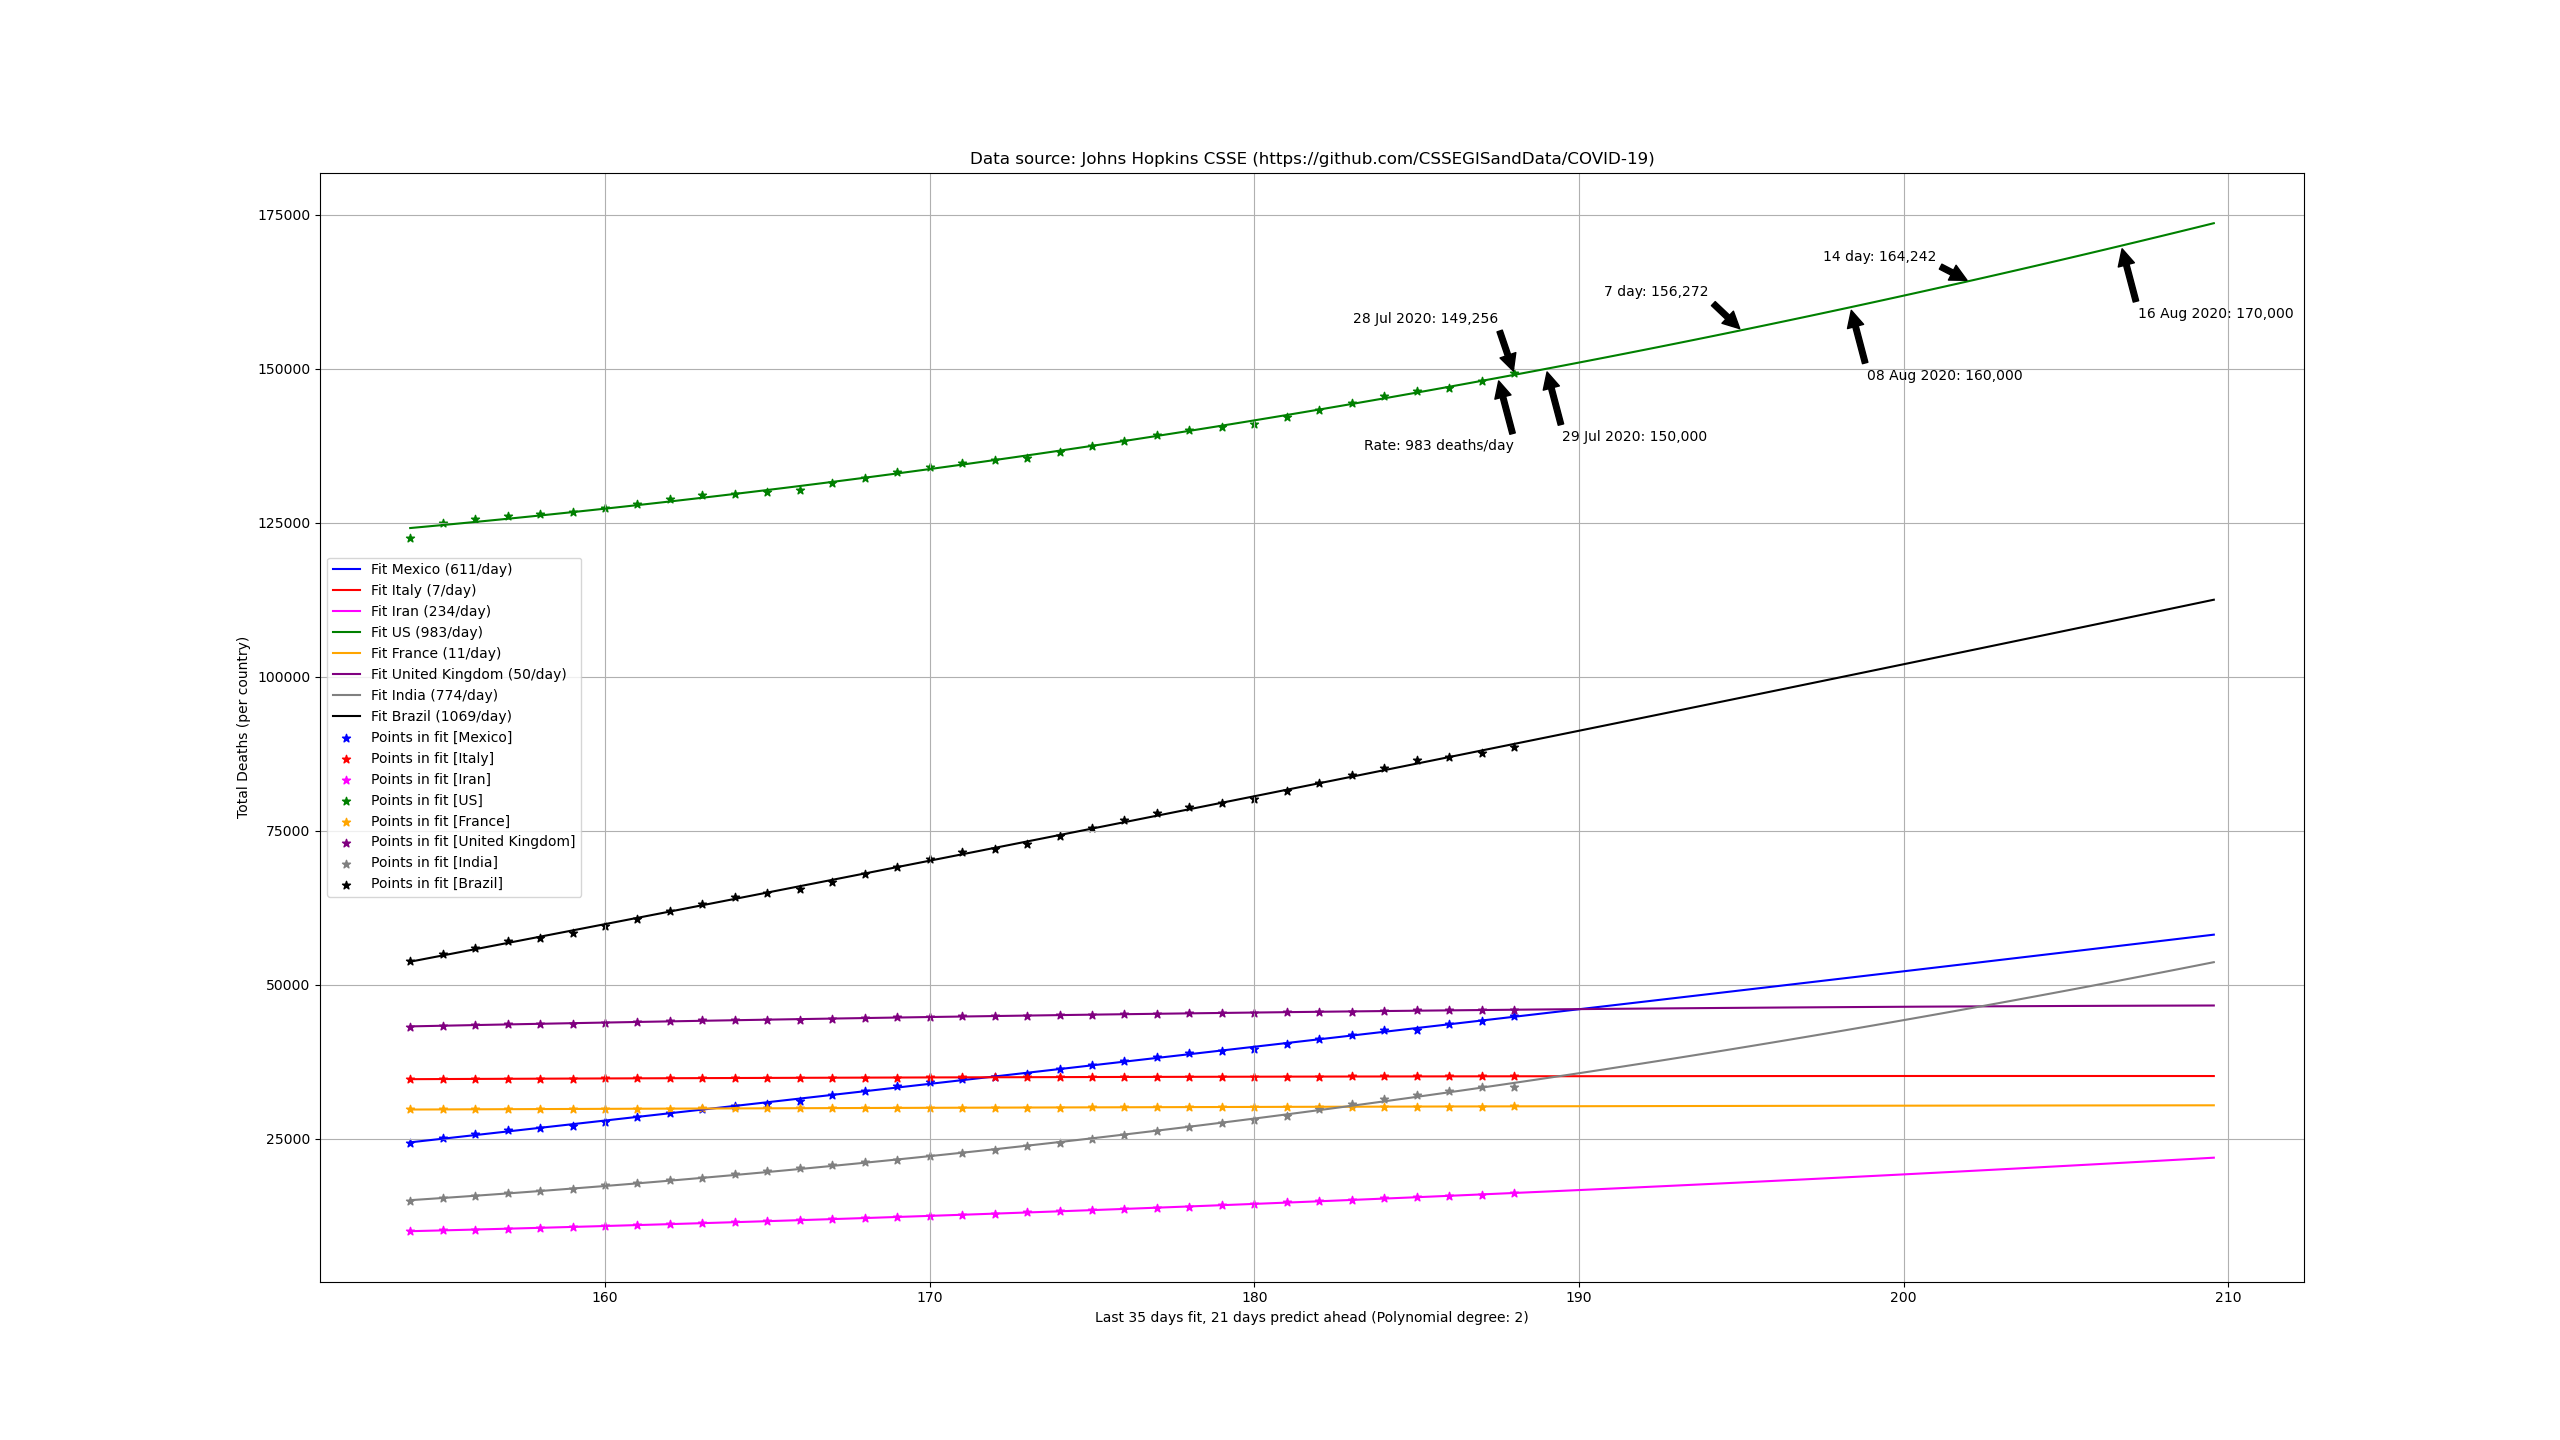 Data source: Johns Hopkins CSSE (https://github.com/CSSEGISandData/COVID-19)
175000
150000
125000
100000
75000
50000
25000
Total Deaths (per country)
14 day: 164,242
7 day: 156,272
28 Jul 2020: 149,256
16 Aug 2020: 170,000
08 Aug 2020: 160,000
29 Jul 2020: 150,000
Rate: 983 deaths/day
Fit Mexico (611/day)
Fit Italy (7/day)
Fit Iran (234/day)
Fit US (983/day)
Fit France (11/day)
Fit United Kingdom (50/day)
Fit India (774/day)
Fit Brazil (1069/day)
Points in fit [Mexico]
Points in fit [Italy]
Points in fit [Iran]
Points in fit [US]
Points in fit [France]
Points in fit [United Kingdom]
Points in fit [India]
Points in fit [Brazil]
160 170 180 190 200 210
Last 35 days fit, 21 days predict ahead (Polynomial degree: 2)